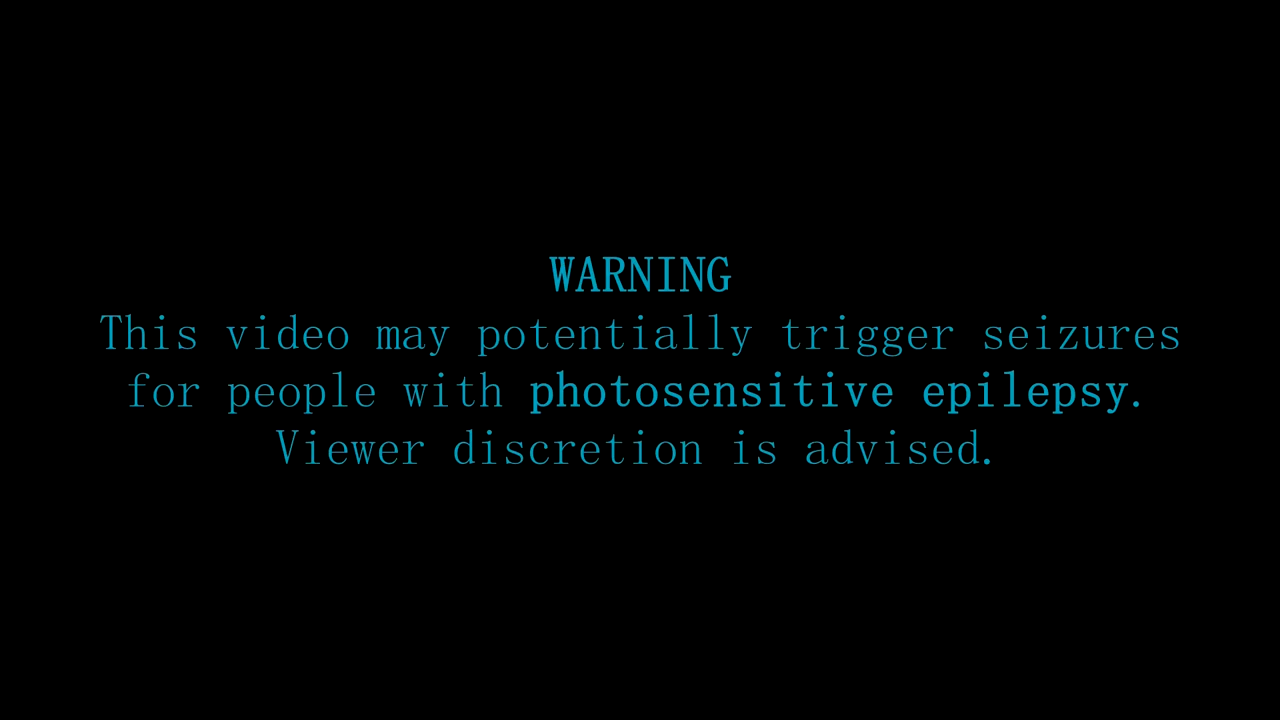 WARNING
This video may potentially trigger seizures
for people with photosensitive epilepsy.
Viewer discretion is advised.